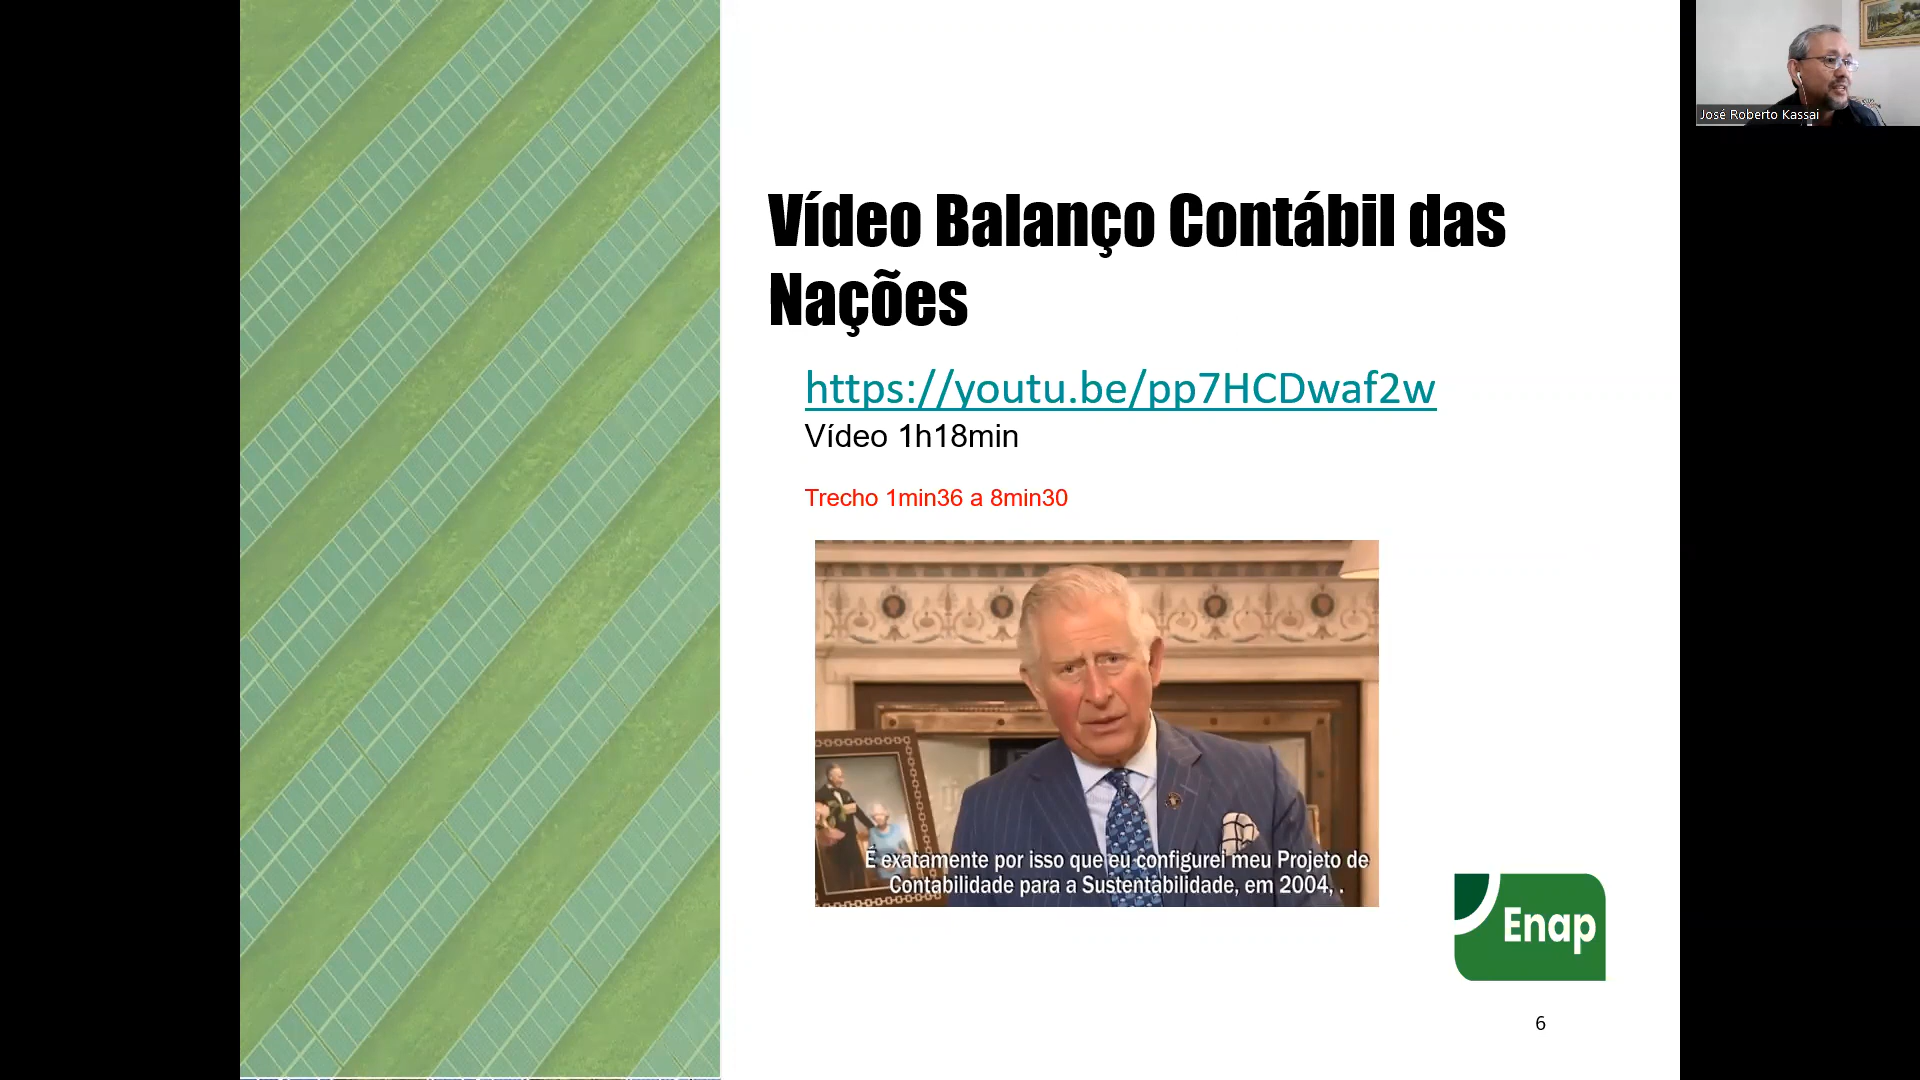 Vídeo Balanço Contábil das
Nações
https://youtu.be/pp7HCDwaf2w
Vídeo 1h18min
Trecho 1min36 a 8min30
É exatamente por isso que eu configurei meu Projeto de
Contabilidade para a Sustentabilidade, em 2004, .
Enap
6
José Roberto Kassai